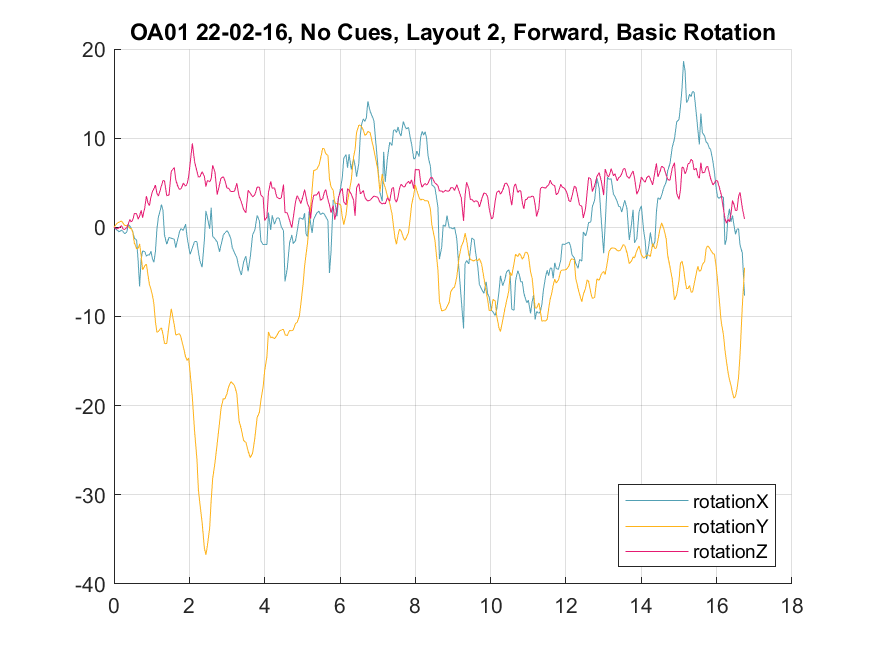 OA01 22-02-16, No Cues, Layout 2, Forward, Basic Rotation
20
10
0
-10
-20
-30
-40
0 2 4 6 8 10 12 14 16 18
rotationX
rotationY
rotationZ